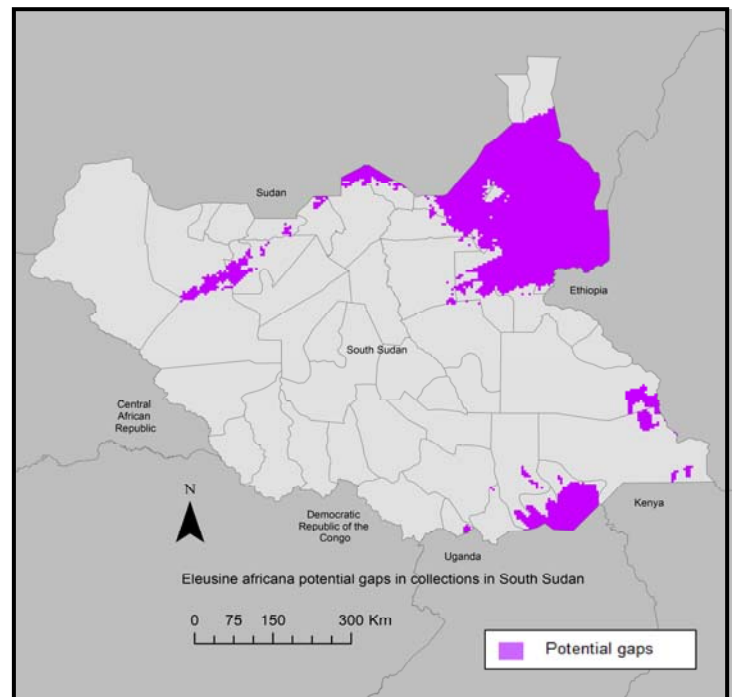 Sudan
Ethiopia
South Sudan
Central
African
Republic
N
Democratic
Republic of the
Congo
Kenya
Uganda
Eleusine africana potential gaps in collections in South Sudan
0 75 150 300 Km
Potential gaps